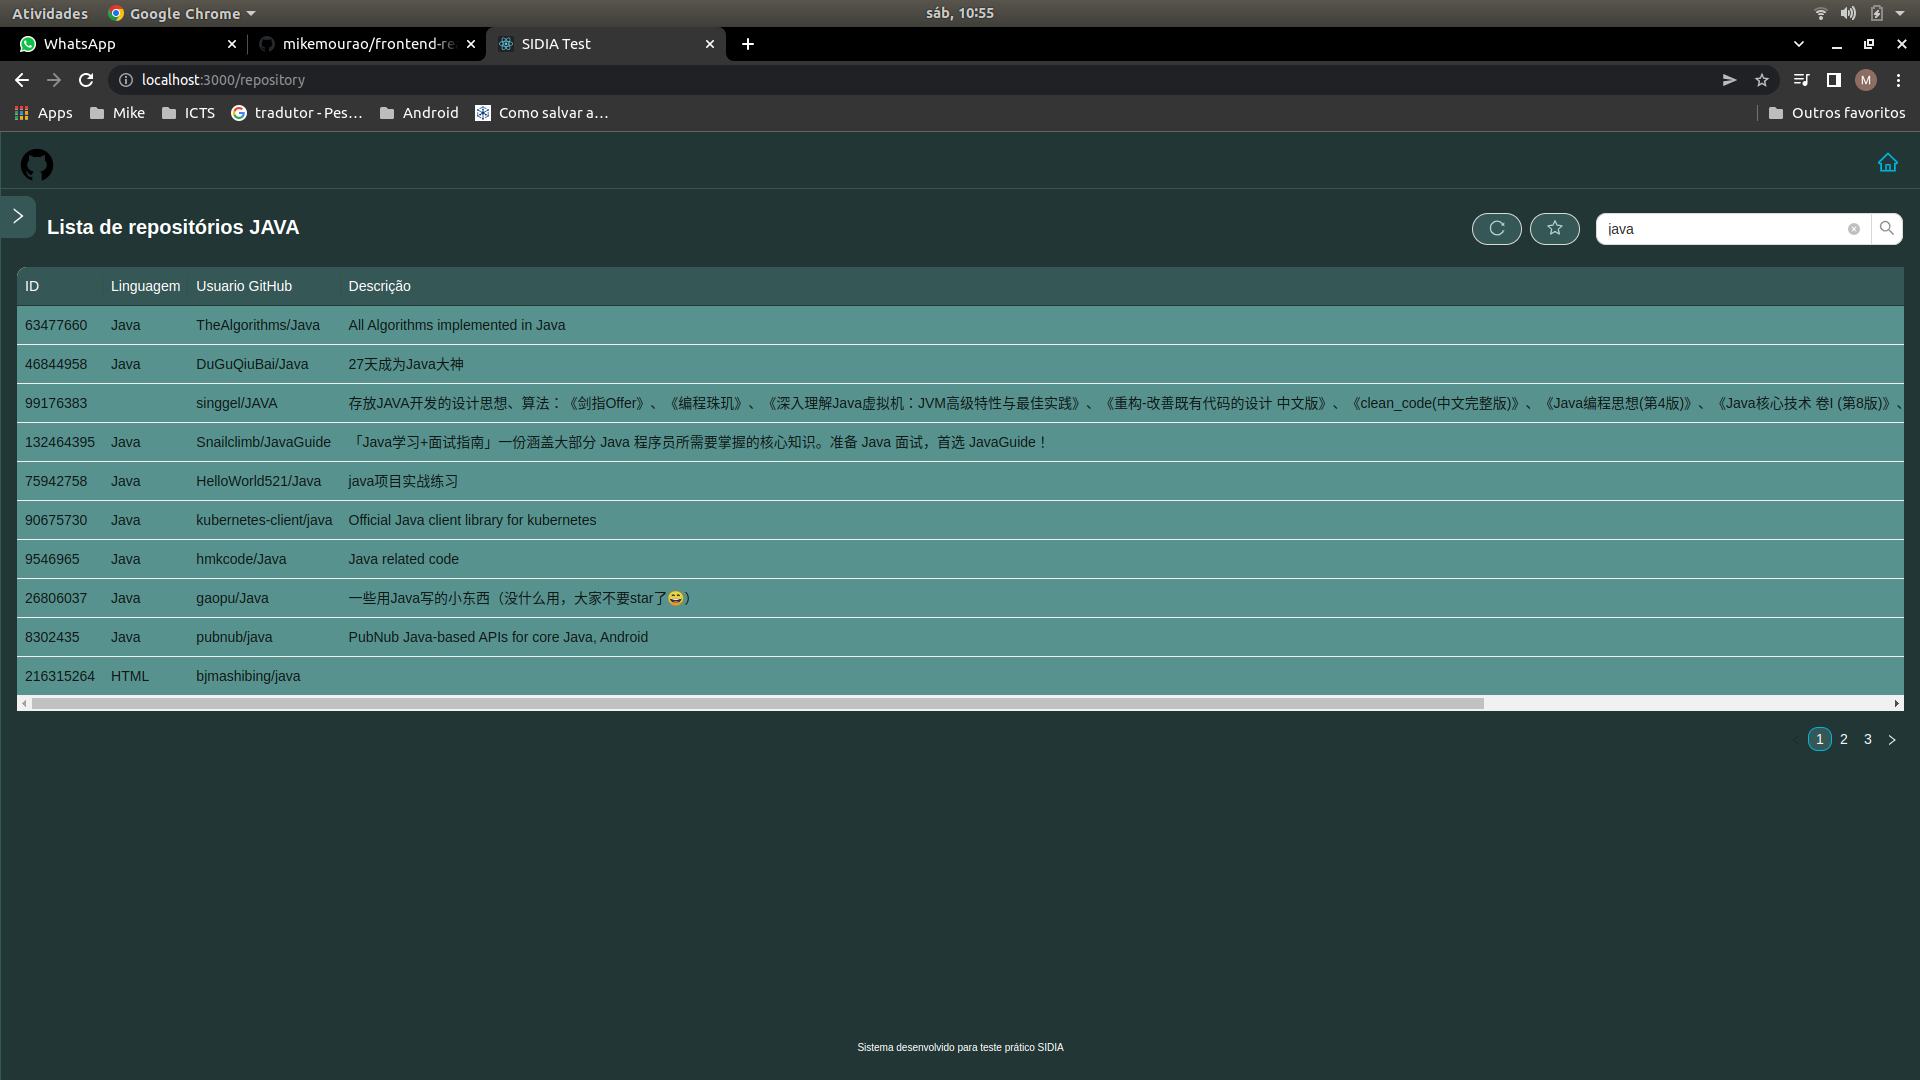 Atividades Google Chrome sáb, 10:55
WhatsApp mikemourao/frontend-re SIDIA Test
localhost:3000/repository M
Apps Mike ICTS tradutor - Pes... Android Como salvar a... Outros favoritos
Lista de repositórios JAVA java
ID Linguagem Usuario GitHub Descrição
63477660 Java TheAlgorithms/Java All Algorithms implemented in Java
46844958 Java DuGuQiuBai/Java 27天成为Java大神
99176383 singgel/JAVA 存放JAVA开发的设计思想、算法：《剑指Offer》、《编程珠玑》、《深入理解Java虚拟机：JVM高级特性与最佳实践》、《重构-改善既有代码的设计 中文版》、《clean_code(中文完整版)》、《Java编程思想(第4版)》、《Java核心技术 卷I (第8版)》、
132464395 Java Snailclimb/JavaGuide 「Java学习+面试指南」一份涵盖大部分 Java 程序员所需要掌握的核心知识。准备 Java 面试，首选 JavaGuide！
75942758 Java HelloWorld521/Java java项目实战练习
90675730 Java kubernetes-client/java Official Java client library for kubernetes
9546965 Java hmkcode/Java Java related code
26806037 Java gaopu/Java 一些用Java写的小东西（没什么用，大家不要star了😄）
8302435 Java pubnub/java PubNub Java-based APIs for core Java, Android
216315264 HTML bjmashibing/java
1 2 3
Sistema desenvolvido para teste prático SIDIA